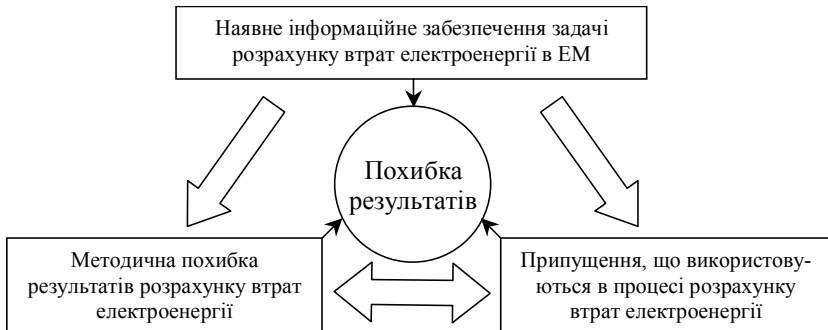 Наявне інформаційне забезпечення задачі
розрахунку втрат електроенергії в ЕМ
Похибка
результатів
Методична похибка
результатів розрахунку втрат
електроенергії
Припущення, що використову-
ються в процесі розрахунку
втрат електроенергії